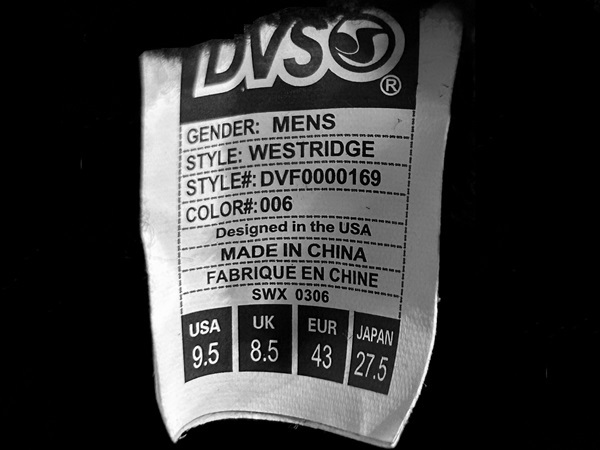 DVS ®
GENDER: MENS
STYLE: WESTRIDGE
STYLE#: DVF0000169
COLOR#: 006
Designed in the USA
MADE IN CHINA
FABRIQUE EN CHINE
SWX 0306
USA UK EUR JAPAN
9.5 8.5 43 27.5